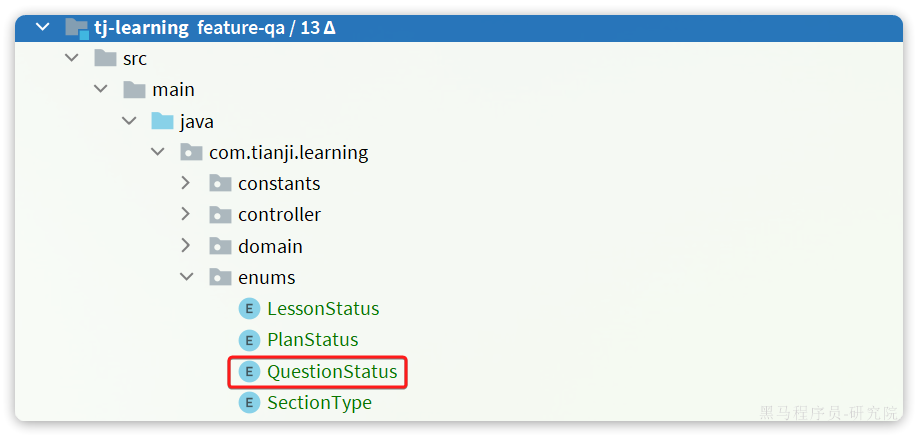 tj-learning feature-qa / 13 Δ
src
main
java
com.tianji.learning
constants
controller
domain
enums
E LessonStatus
E PlanStatus
E QuestionStatus
E SectionType
黑马程序员-研究院